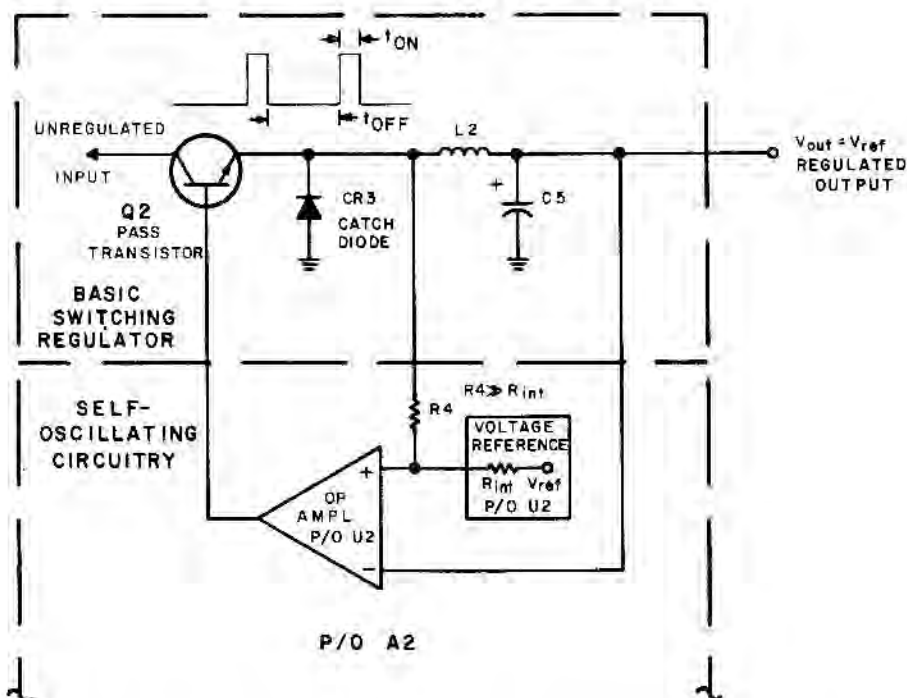 tON
tOFF
UNREGULATED
INPUT
Q2
PASS
TRANSISTOR
CR3
CATCH
DIODE
L2
+
C5
Vout = Vref
REGULATED
OUTPUT
BASIC
SWITCHING
REGULATOR
SELF-
OSCILLATING
CIRCUITRY
R4
R4≫Rint
VOLTAGE
REFERENCE
Rint Vref
P/O U2
+
OP
AMPL
P/O U2
−
P/O A2